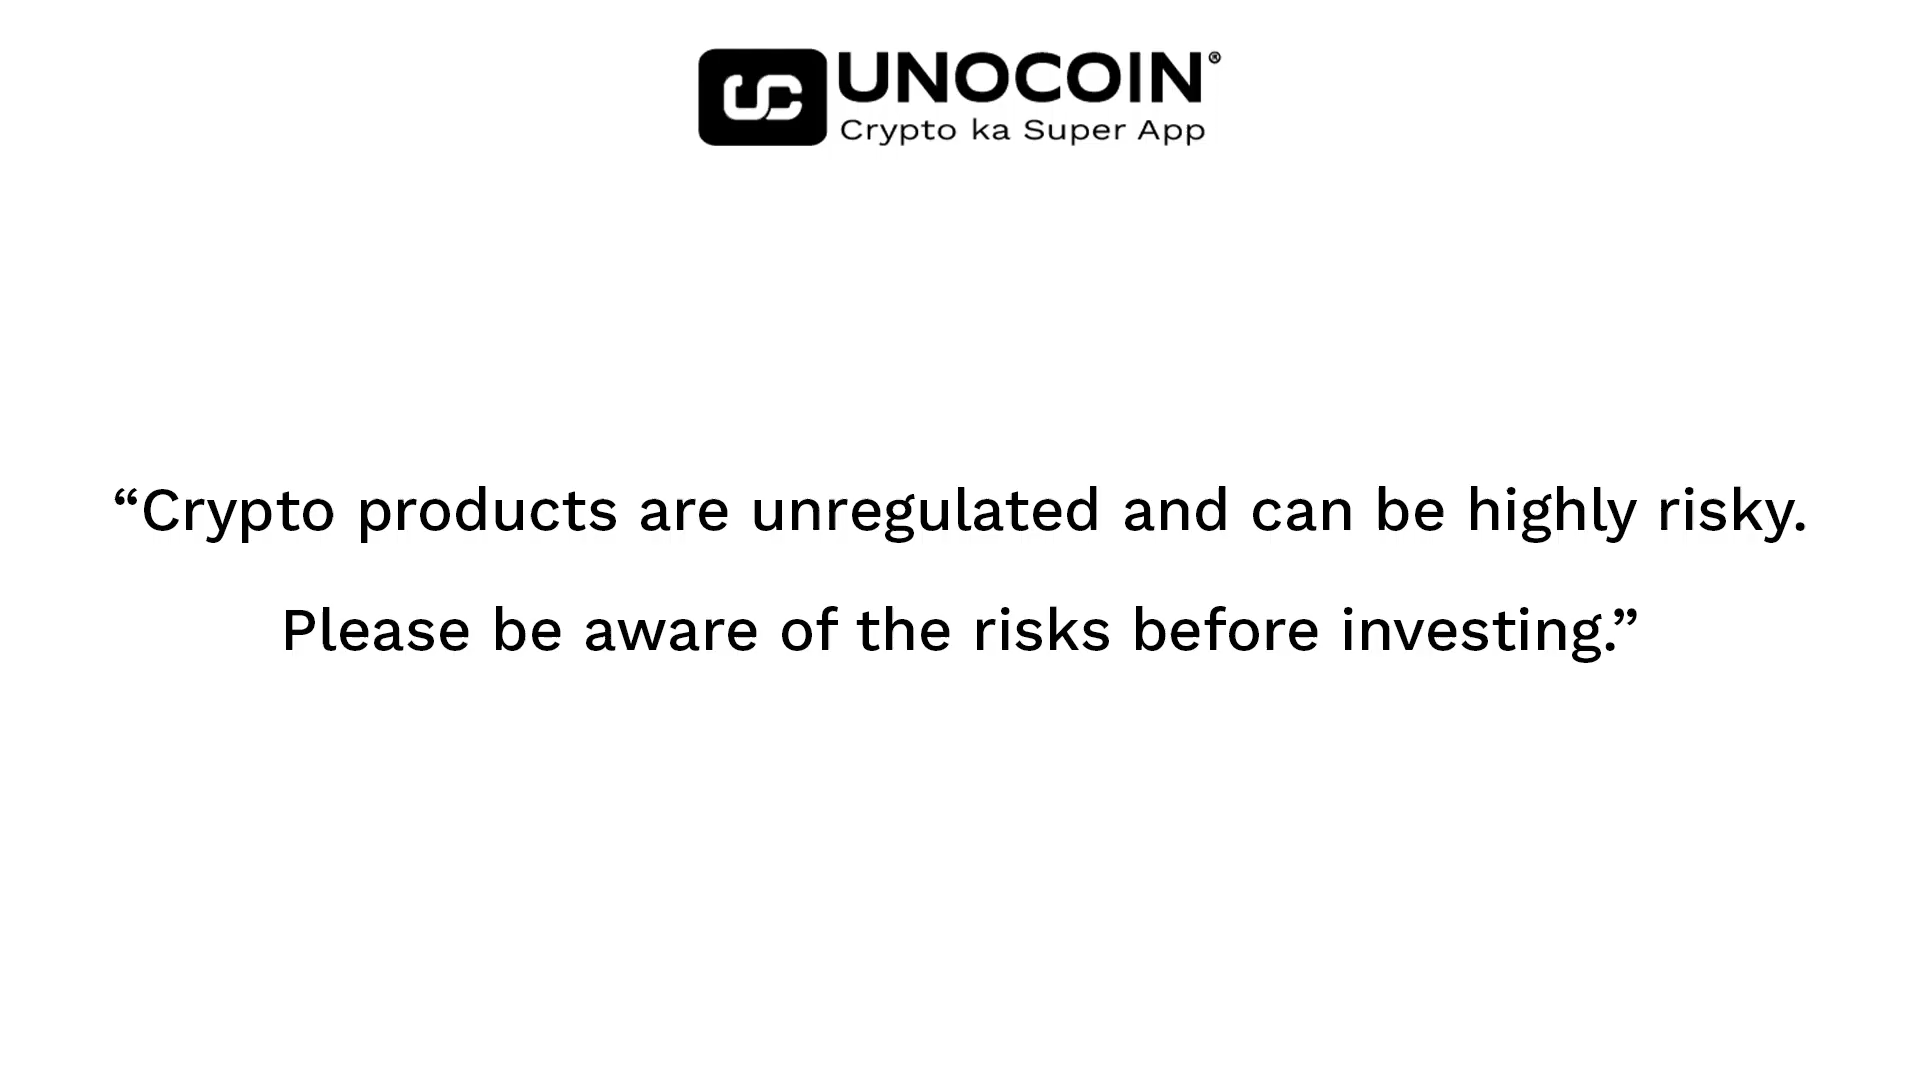 UNOCOIN®
Crypto ka Super App
“Crypto products are unregulated and can be highly risky.
Please be aware of the risks before investing.”